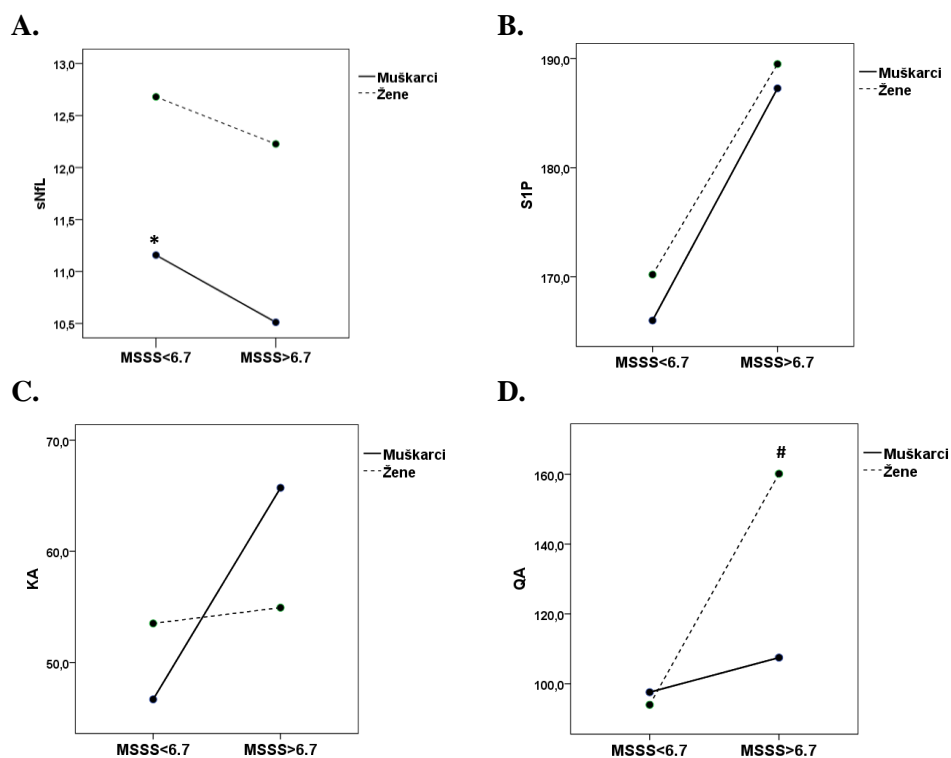 A.
13,0
12,5
12,0
11,5
11,0
10,5
sNfL
*
MSSS<6.7 MSSS>6.7
Muškarci
Žene
B.
190,0
180,0
170,0
S1P
MSSS<6.7 MSSS>6.7
Muškarci
Žene
C.
70,0
60,0
50,0
KA
MSSS<6.7 MSSS>6.7
Muškarci
Žene
D.
160,0
140,0
120,0
100,0
QA
#
MSSS<6.7 MSSS>6.7
Muškarci
Žene